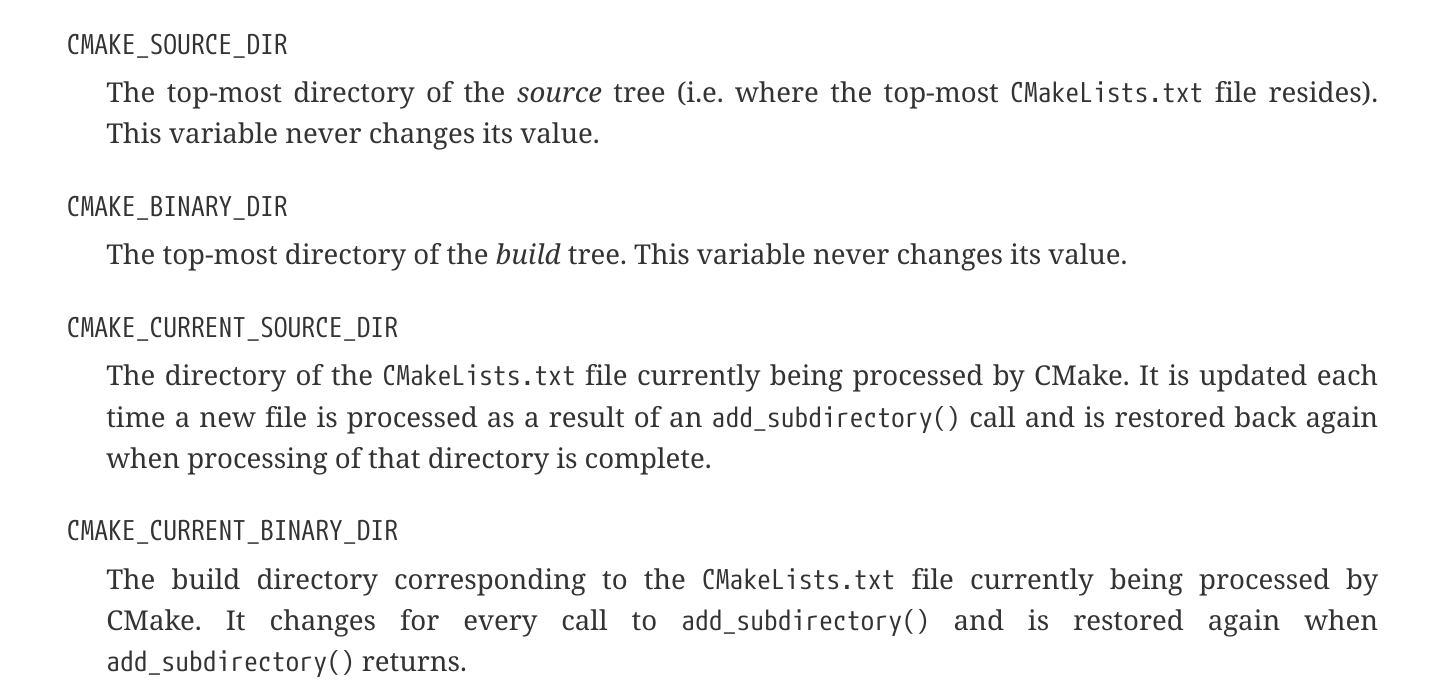 CMAKE_SOURCE_DIR
The top-most directory of the source tree (i.e. where the top-most CMakeLists.txt file resides).
This variable never changes its value.
CMAKE_BINARY_DIR
The top-most directory of the build tree. This variable never changes its value.
CMAKE_CURRENT_SOURCE_DIR
The directory of the CMakeLists.txt file currently being processed by CMake. It is updated each
time a new file is processed as a result of an add_subdirectory() call and is restored back again
when processing of that directory is complete.
CMAKE_CURRENT_BINARY_DIR
The build directory corresponding to the CMakeLists.txt file currently being processed by
CMake. It changes for every call to add_subdirectory() and is restored again when
add_subdirectory() returns.